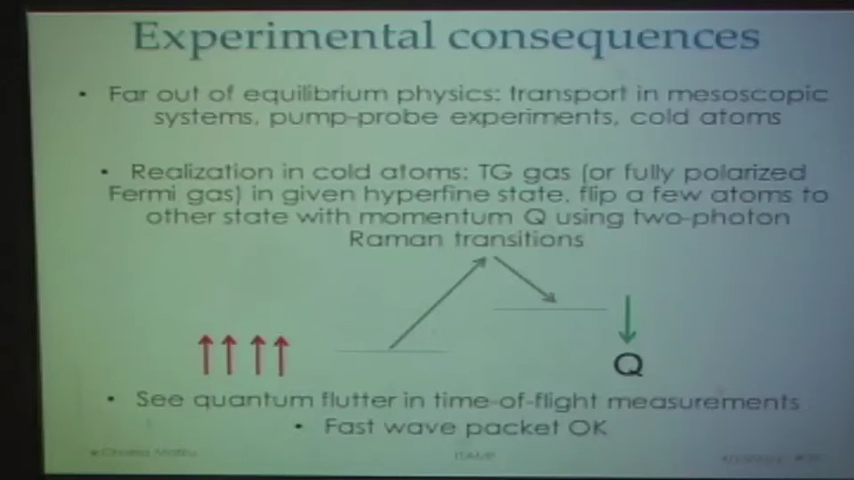 Experimental consequences
• Far out of equilibrium physics: transport in mesoscopic
systems, pump-probe experiments, cold atoms
• Realization in cold atoms: TG gas (or fully polarized
Fermi gas) in given hyperfine state, flip a few atoms to
other state with momentum Q using two-photon
Raman transitions
Q
• See quantum flutter in time-of-flight measurements
• Fast wave packet OK
ITAMP